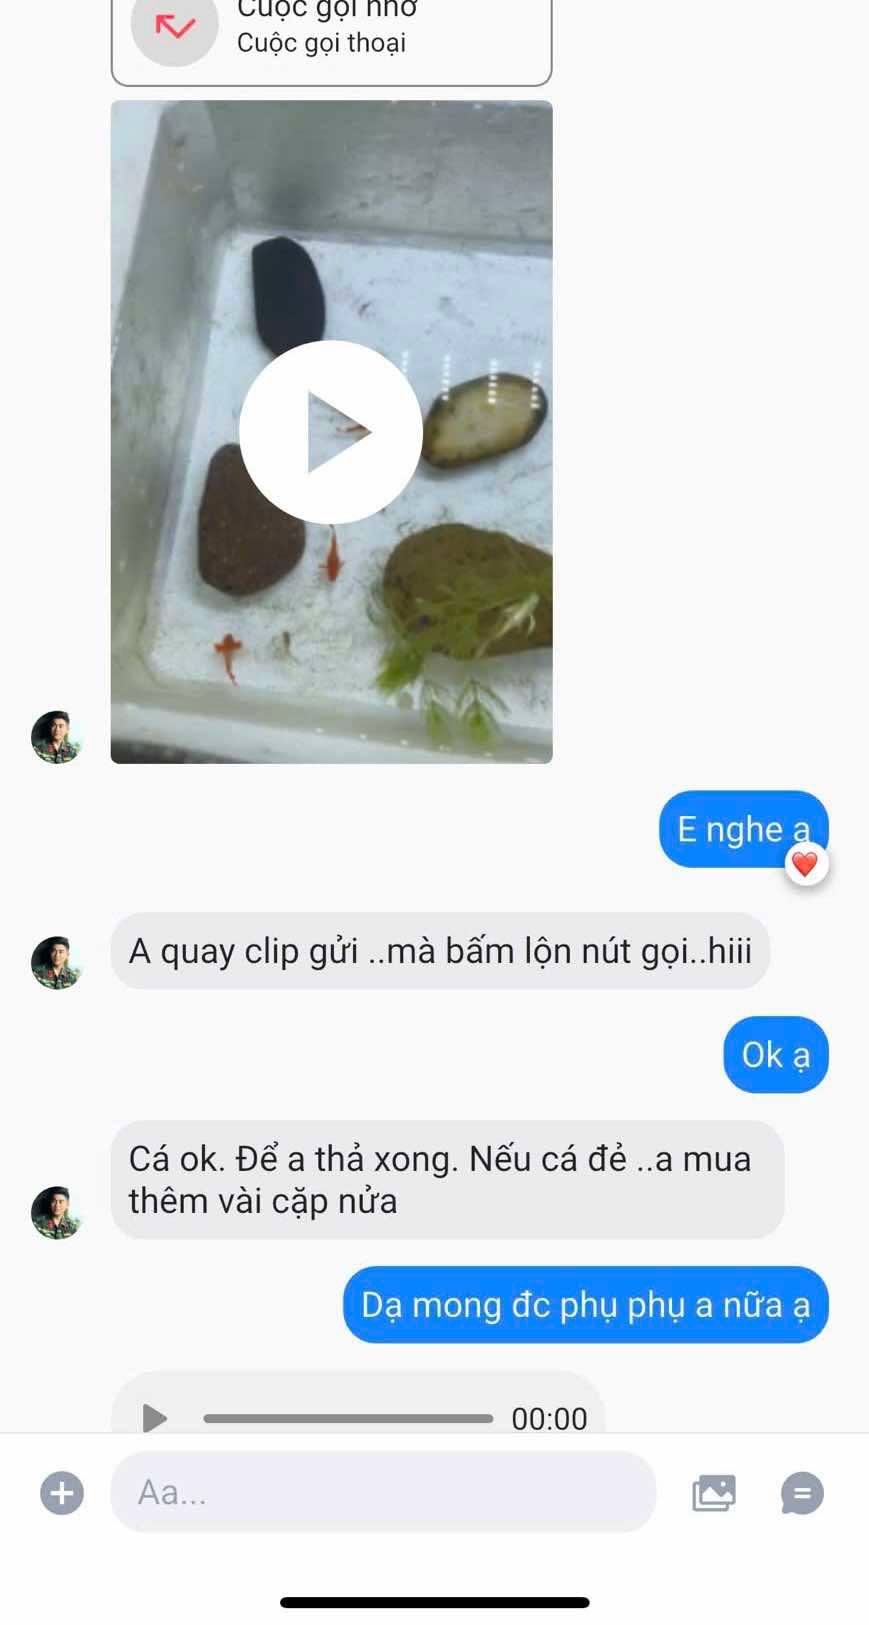 Cuộc gọi nhỡ
Cuộc gọi thoại
E nghe ạ
A quay clip gửi ..mà bấm lộn nút gọi..hiii
Ok ạ
Cá ok. Để a thả xong. Nếu cá đẻ ..a mua
thêm vài cặp nửa
Dạ mong đc phụ phụ a nữa ạ
00:00
Aa...